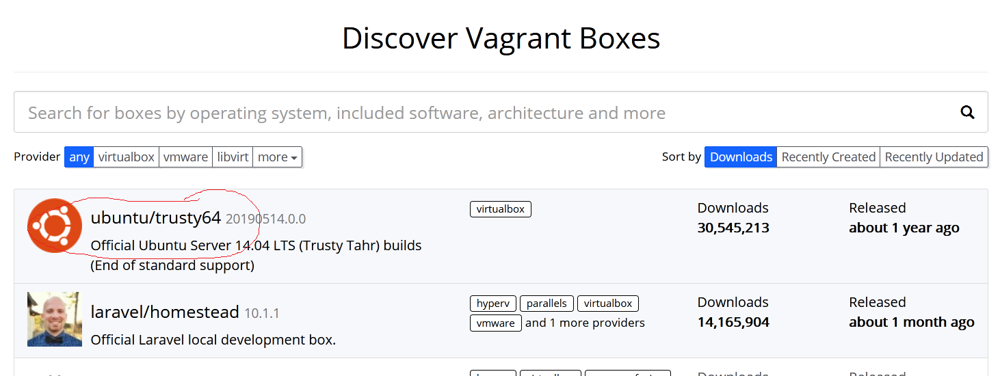 Discover Vagrant Boxes
Search for boxes by operating system, included software, architecture and more
Provider any virtualbox vmware libvirt more Sort by Downloads Recently Created Recently Updated
ubuntu/trusty64 20190514.0.0 virtualbox Downloads Released
30,545,213 about 1 year ago
Official Ubuntu Server 14.04 LTS (Trusty Tahr) builds
(End of standard support)
laravel/homestead 10.1.1 hyperv parallels virtualbox Downloads Released
vmware and 1 more providers 14,165,904 about 1 month ago
Official Laravel local development box.
Downloads Released